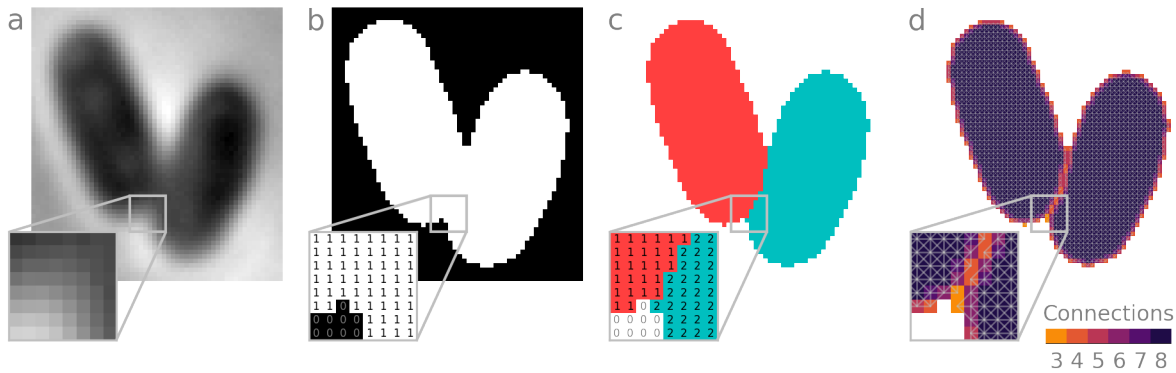 a
b
c
d
1 1 1 1 1 1 1 1
1 1 1 1 1 1 1 1
1 1 1 1 1 1 1 1
1 1 1 1 1 1 1 1
1 1 1 1 1 1 1 1
1 1 0 1 1 1 1 1
0 0 0 0 1 1 1 1
0 0 0 0 1 1 1 1
1 1 1 1 1 1 2 2
1 1 1 1 1 2 2 2
1 1 1 1 1 2 2 2
1 1 1 1 2 2 2 2
1 1 1 1 2 2 2 2
1 1 0 2 2 2 2 2
0 0 0 0 2 2 2 2
0 0 0 0 2 2 2 2
Connections
3 4 5 6 7 8